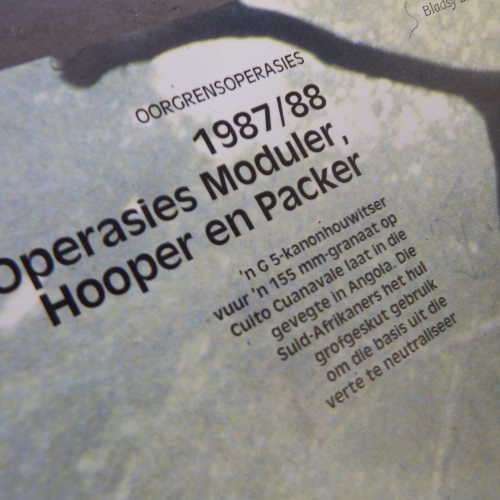 Bladsy
OORGRENSOPERASIES
1987/88
Operasies Moduler,
Hooper en Packer
'n G 5-kanonhouwitser
vuur 'n 155 mm-granaat op
Cuito Cuanavale laat in die
gevegte in Angola. Die
Suid-Afrikaners het hul
grofgeskut gebruik
om die basis uit die
verte te neutraliseer